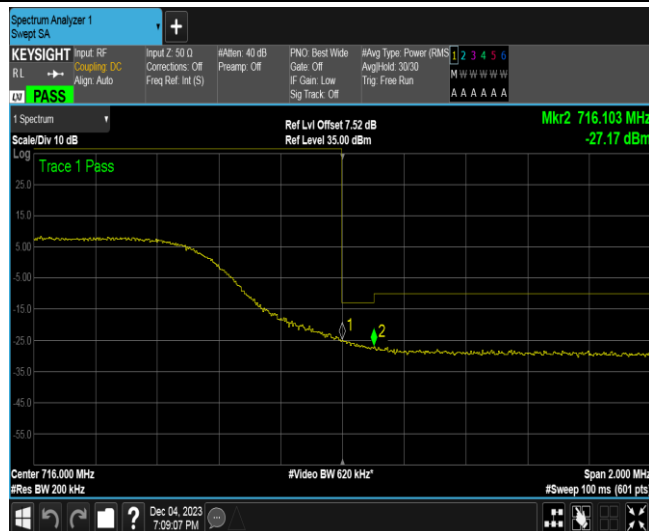 Spectrum Analyzer 1
Swept SA
+
KEYSIGHT
RL
LXI PASS
Input: RF
Coupling: DC
Align: Auto
Input Z: 50 Ω
Corrections: Off
Freq Ref: Int (S)
#Atten: 40 dB
Preamp: Off
PNO: Best Wide
Gate: Off
IF Gain: Low
Sig Track: Off
#Avg Type: Power (RMS
Avg|Hold: 30/30
Trig: Free Run
1 2 3 4 5 6
M W W W W W
A A A A A A
1 Spectrum
Scale/Div 10 dB
Ref Lvl Offset 7.52 dB
Ref Level 35.00 dBm
Mkr2 716.103 MHz
-27.17 dBm
Log
Trace 1 Pass
25.0
15.0
5.00
-5.00
-15.0
-25.0
-35.0
-45.0
-55.0
1
2
Center 716.000 MHz
#Res BW 200 kHz
#Video BW 620 kHz*
Span 2.000 MHz
#Sweep 100 ms (601 pts)
?
Dec 04, 2023
7:09:07 PM